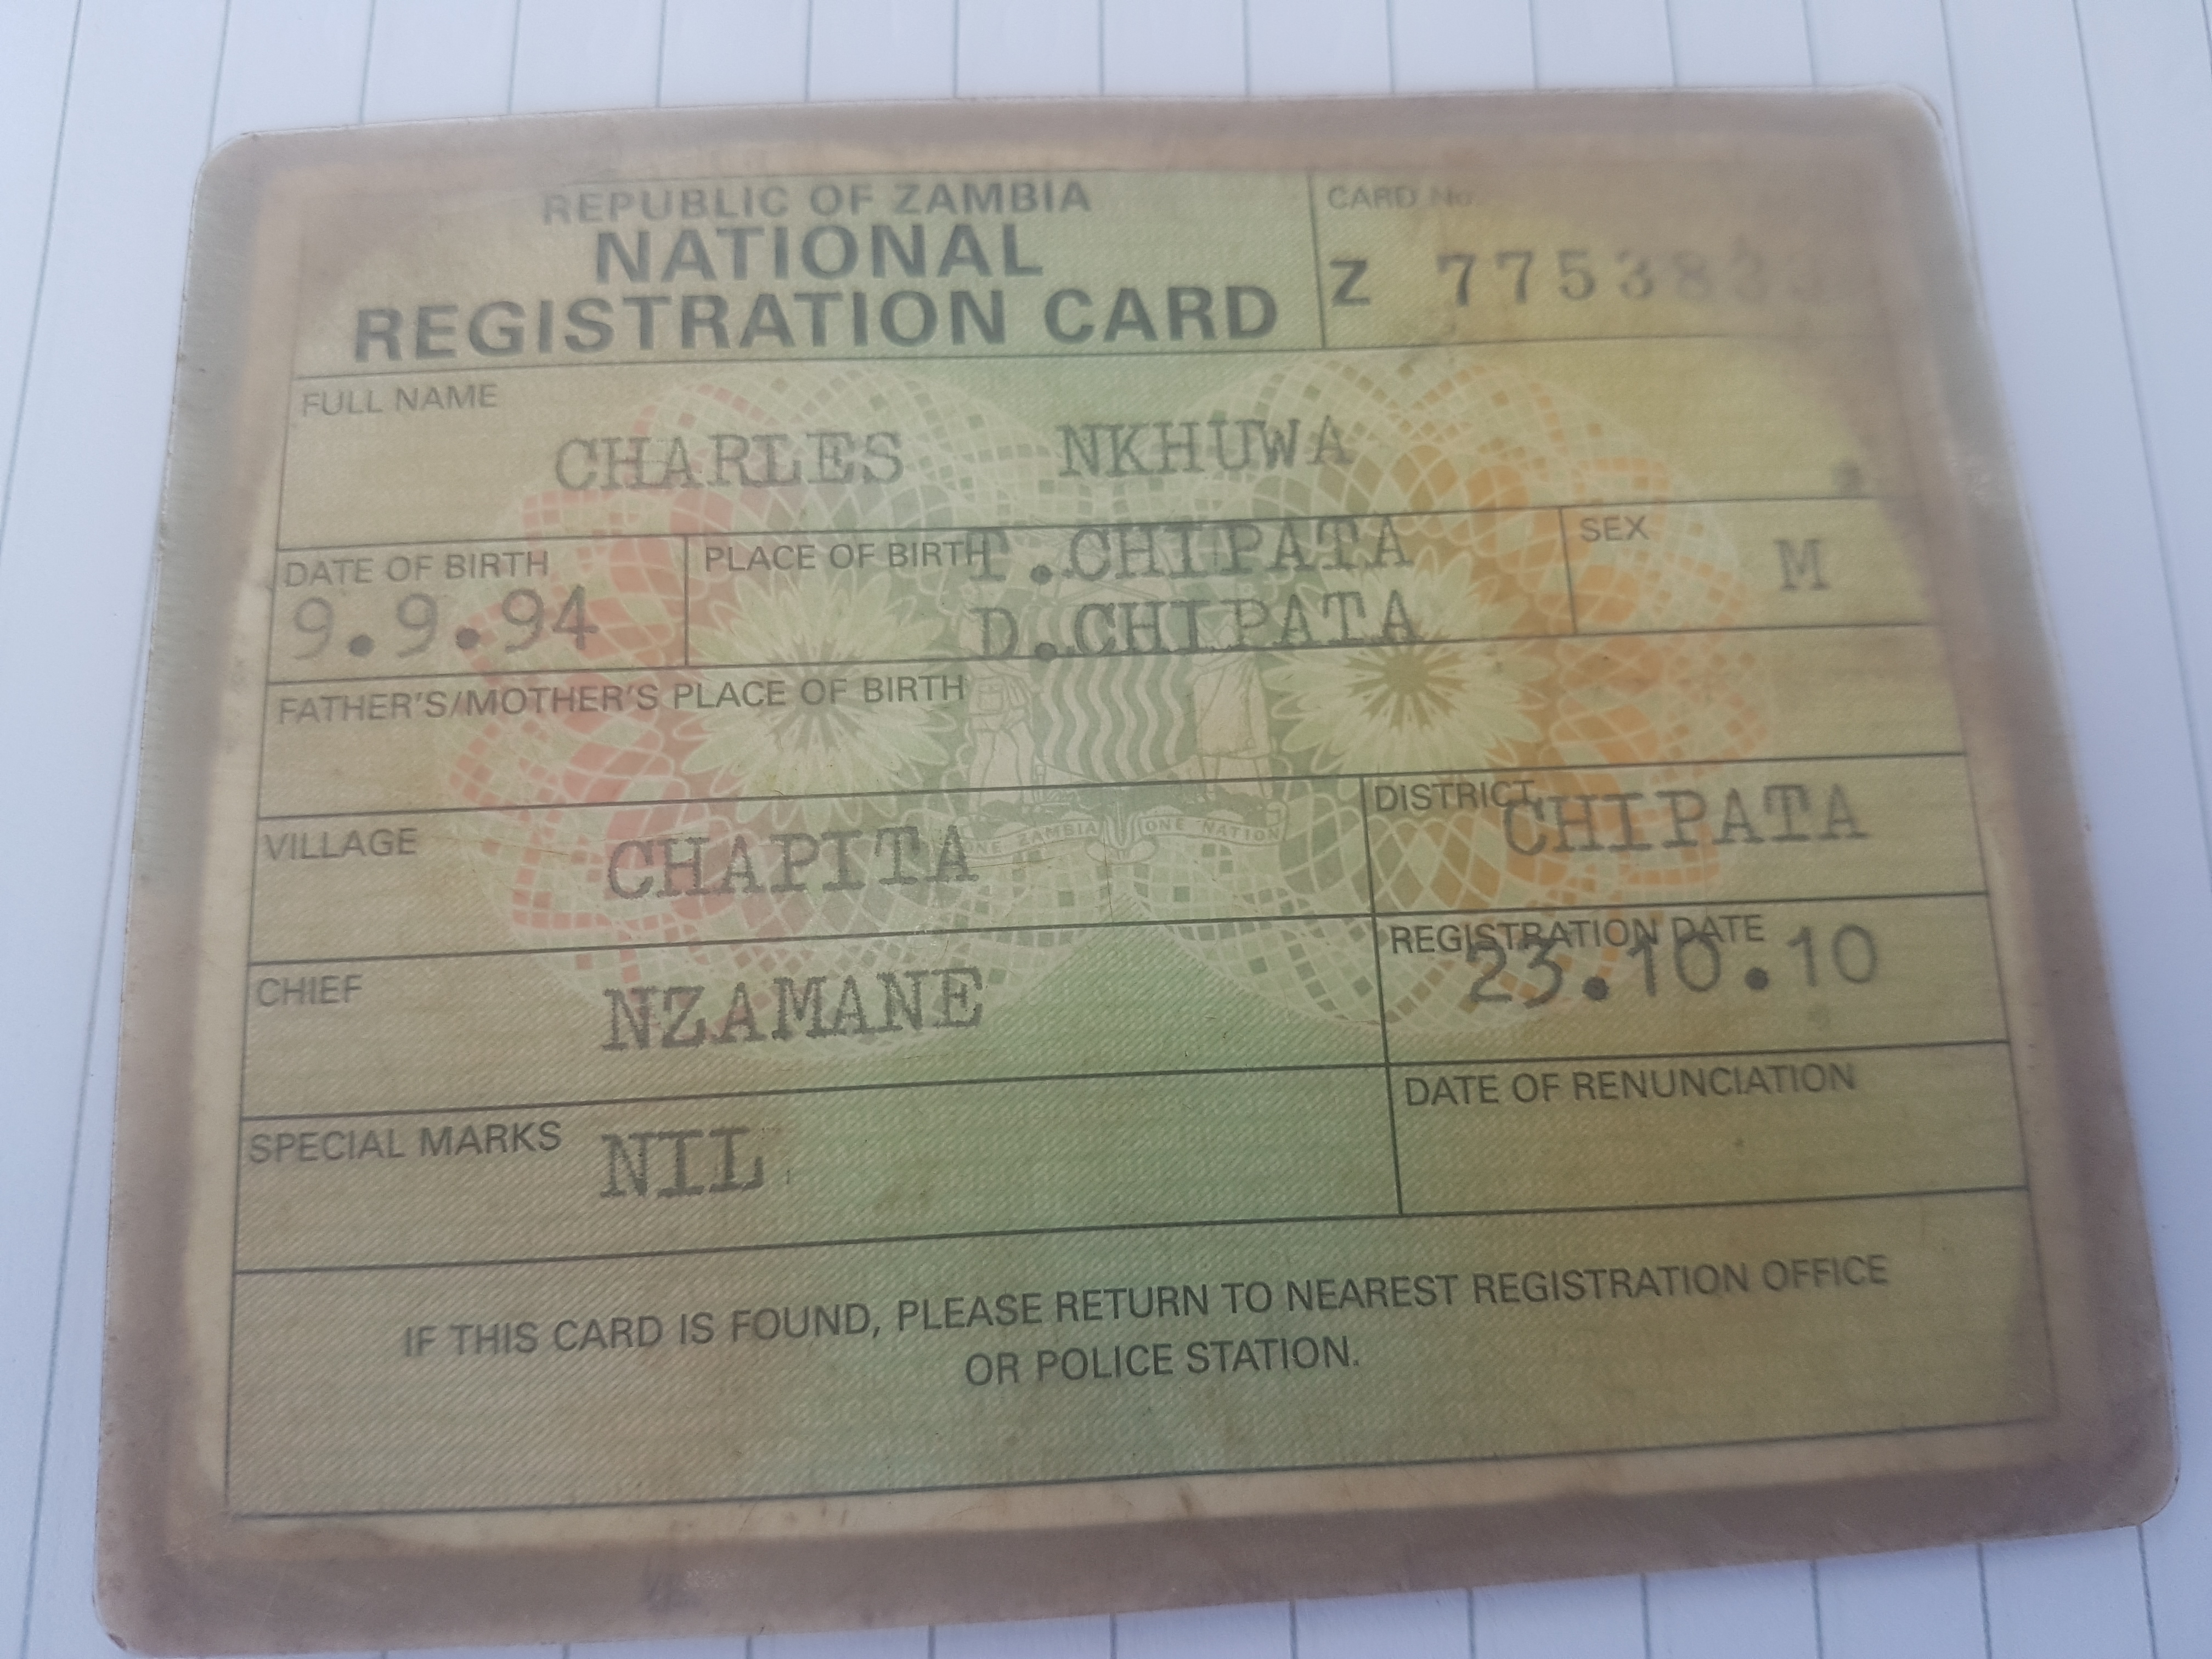 REPUBLIC OF ZAMBIA
NATIONAL
REGISTRATION CARD
CARD No.
Z
FULL NAME
CHARLES NKHUWA
DATE OF BIRTH
9.9.94
PLACE OF BIRTH
T.CHIPATA
D.CHIPATA
SEX
M
FATHER'S/MOTHER'S PLACE OF BIRTH
VILLAGE
CHAPITA
DISTRICT
CHIPATA
ONE ZAMBIA ONE NATION
CHIEF
NZAMANE
REGISTRATION DATE
23.10.10
SPECIAL MARKS
NIL
DATE OF RENUNCIATION
IF THIS CARD IS FOUND, PLEASE RETURN TO NEAREST REGISTRATION OFFICE
OR POLICE STATION.